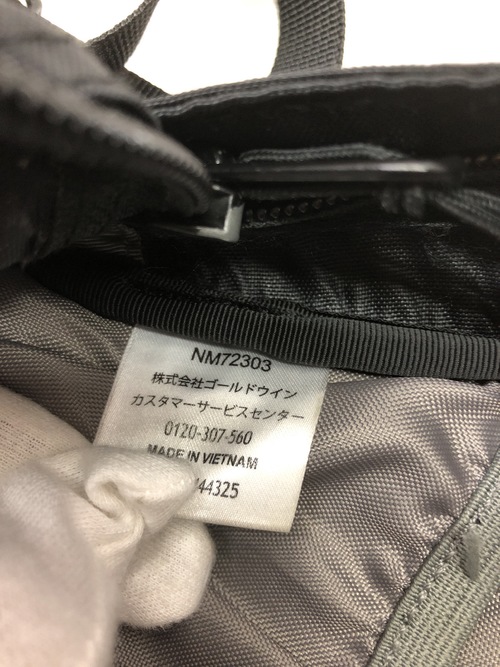 NM72303
株式会社ゴールドウイン
カスタマーサービスセンター
0120-307-560
MADE IN VIETNAM
44325